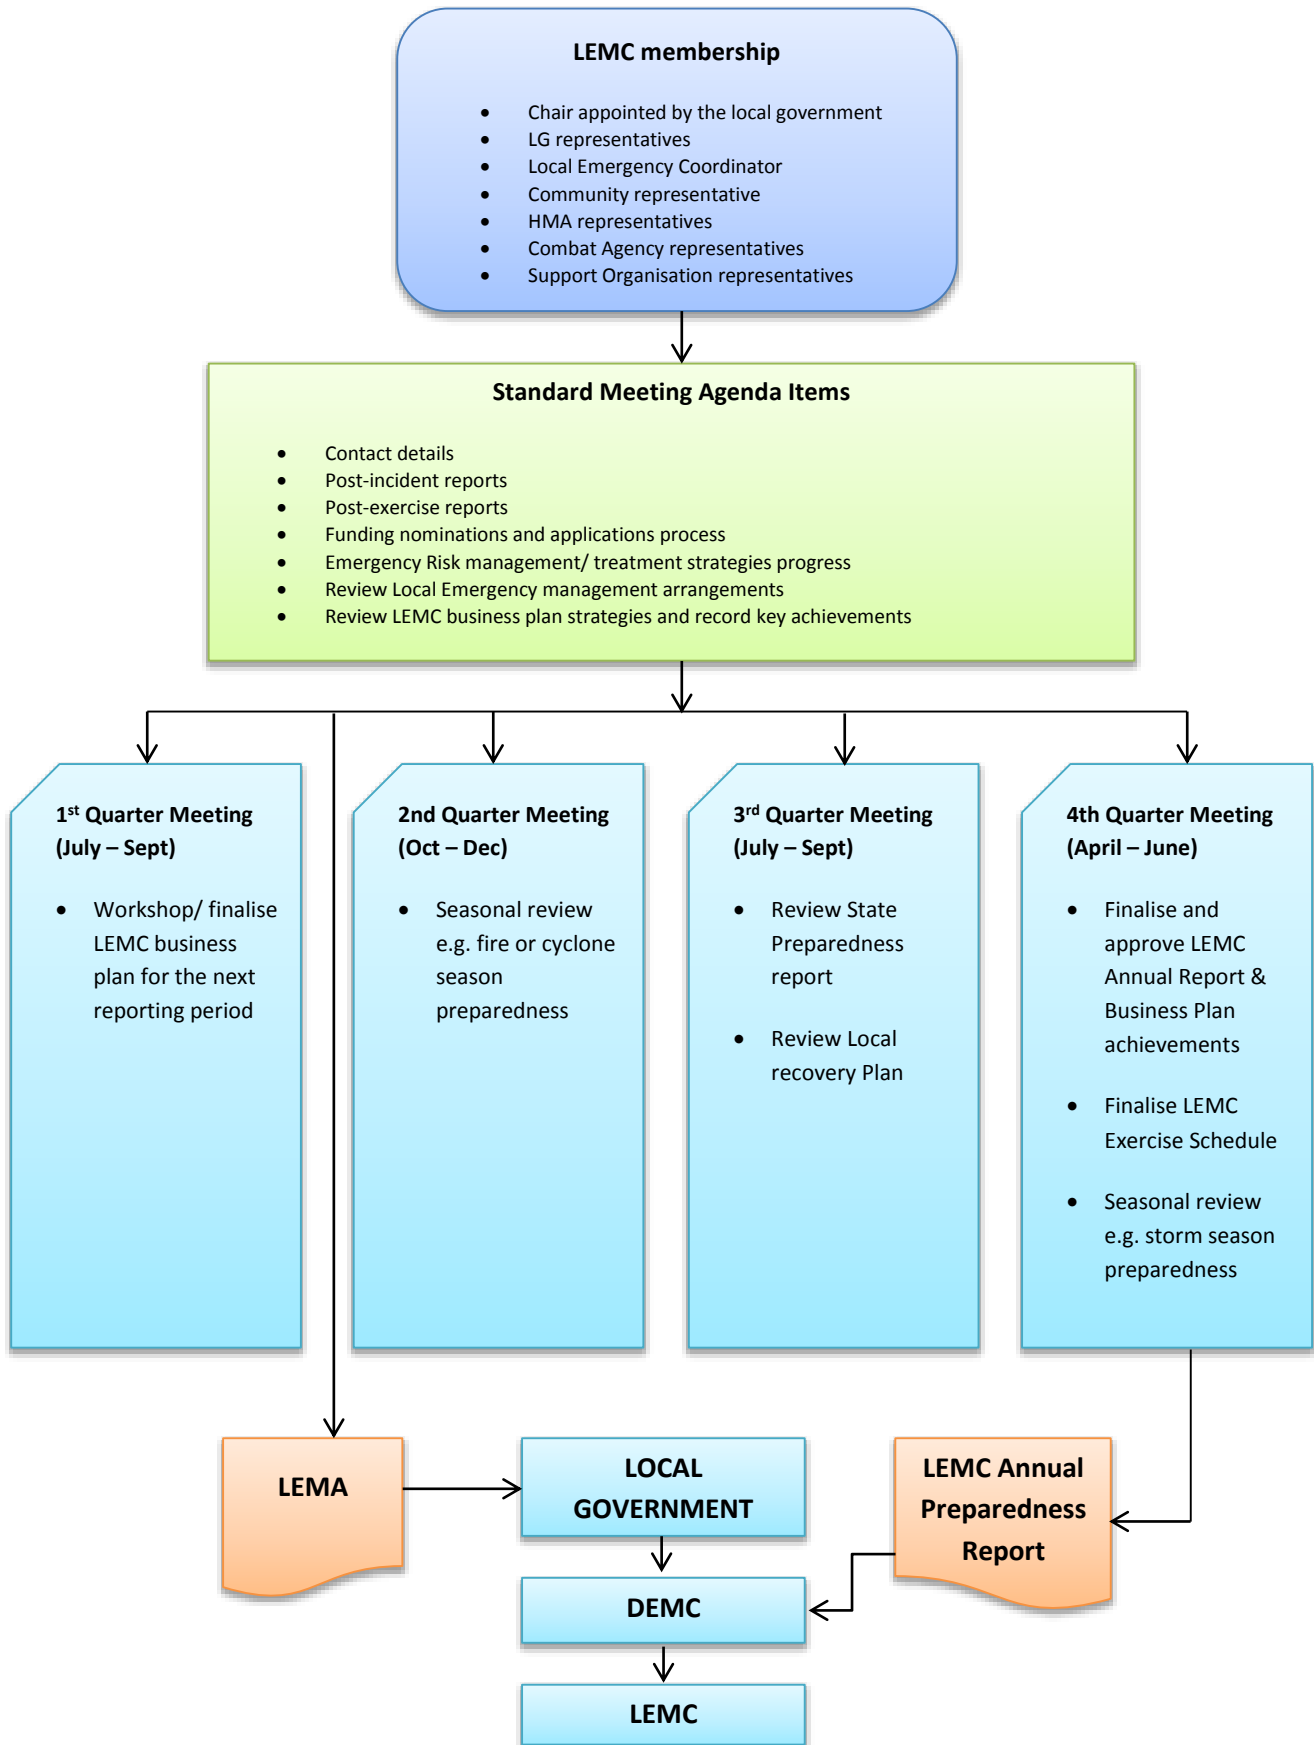 LEMC membership
• Chair appointed by the local government
• LG representatives
• Local Emergency Coordinator
• Community representative
• HMA representatives
• Combat Agency representatives
• Support Organisation representatives
Standard Meeting Agenda Items
• Contact details
• Post-incident reports
• Post-exercise reports
• Funding nominations and applications process
• Emergency Risk management/ treatment strategies progress
• Review Local Emergency management arrangements
• Review LEMC business plan strategies and record key achievements
1st Quarter Meeting
(July – Sept)
• Workshop/ finalise
LEMC business
plan for the next
reporting period
2nd Quarter Meeting
(Oct – Dec)
• Seasonal review
e.g. fire or cyclone
season
preparedness
3rd Quarter Meeting
(July – Sept)
• Review State
Preparedness
report
• Review Local
recovery Plan
4th Quarter Meeting
(April – June)
• Finalise and
approve LEMC
Annual Report &
Business Plan
achievements
• Finalise LEMC
Exercise Schedule
• Seasonal review
e.g. storm season
preparedness
LEMA
LOCAL
GOVERNMENT
LEMC Annual
Preparedness
Report
DEMC
LEMC